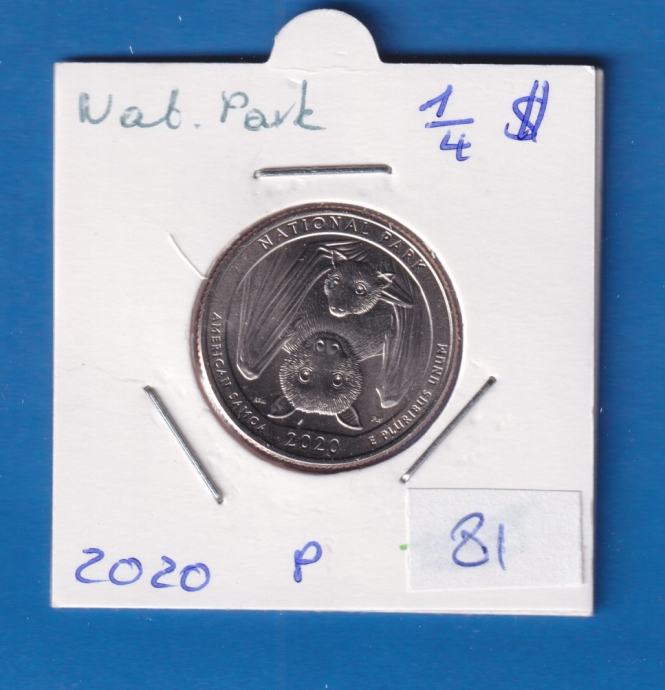 Nat. Park 1/4 $
NATIONAL PARK
AMERICAN SAMOA
2020
E PLURIBUS UNUM
2020 P 81